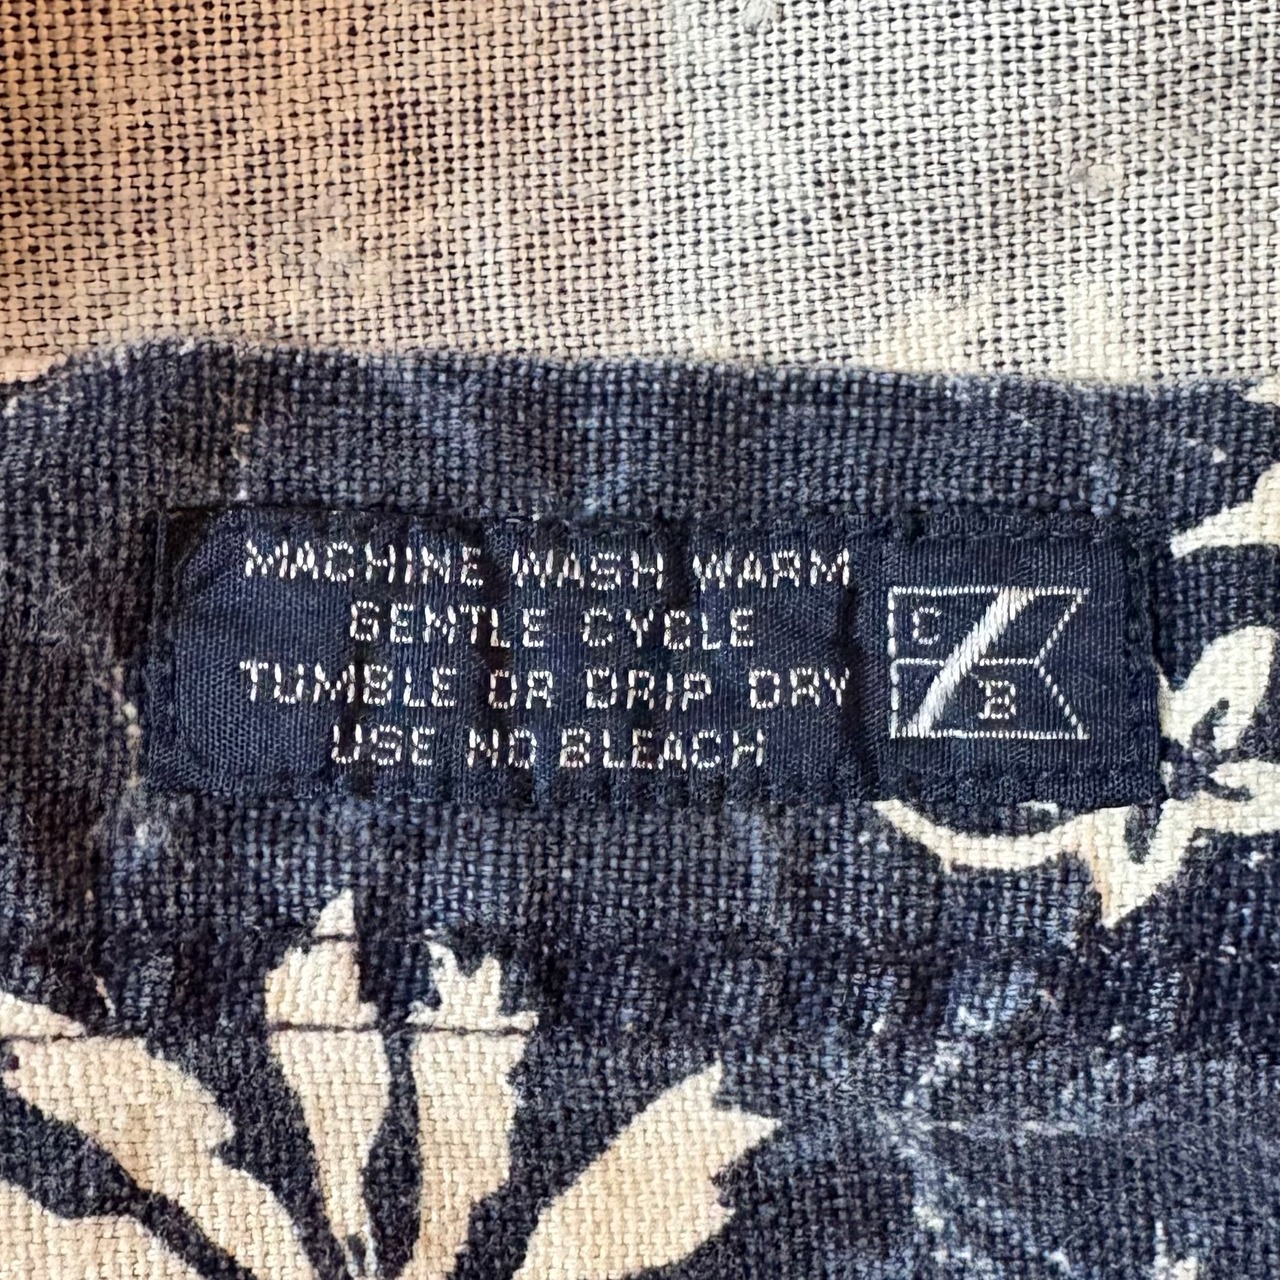 MACHINE WASH WARM
GENTLE CYCLE
TUMBLE OR DRIP DRY
USE NO BLEACH
C
B